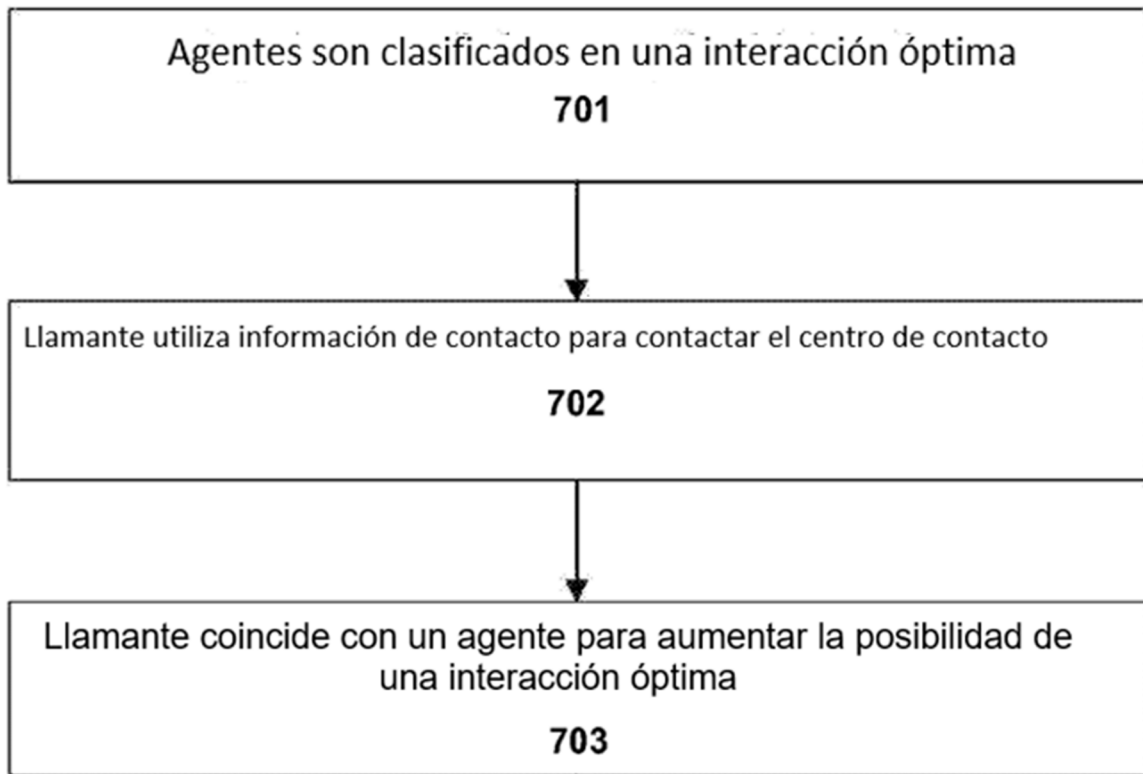 Agentes son clasificados en una interacción óptima
701
Llamante utiliza información de contacto para contactar el centro de contacto
702
Llamante coincide con un agente para aumentar la posibilidad de
una interacción óptima
703